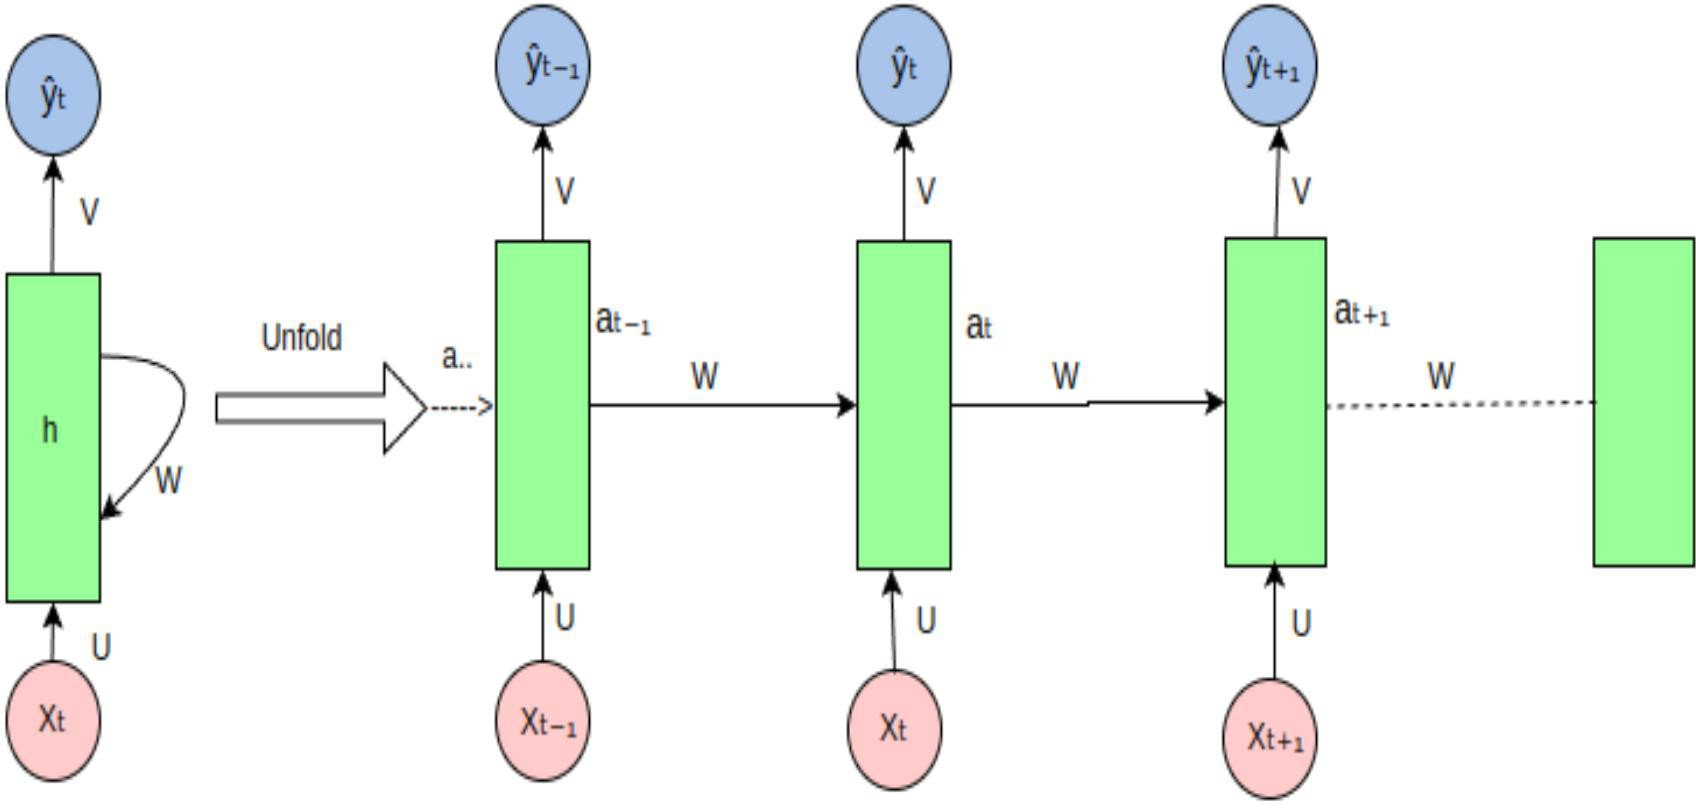 ŷt
V
h
W
U
Xt
Unfold
a..
ŷt−1
V
at−1
W
U
Xt−1
ŷt
V
at
W
U
Xt
ŷt+1
V
at+1
W
U
Xt+1